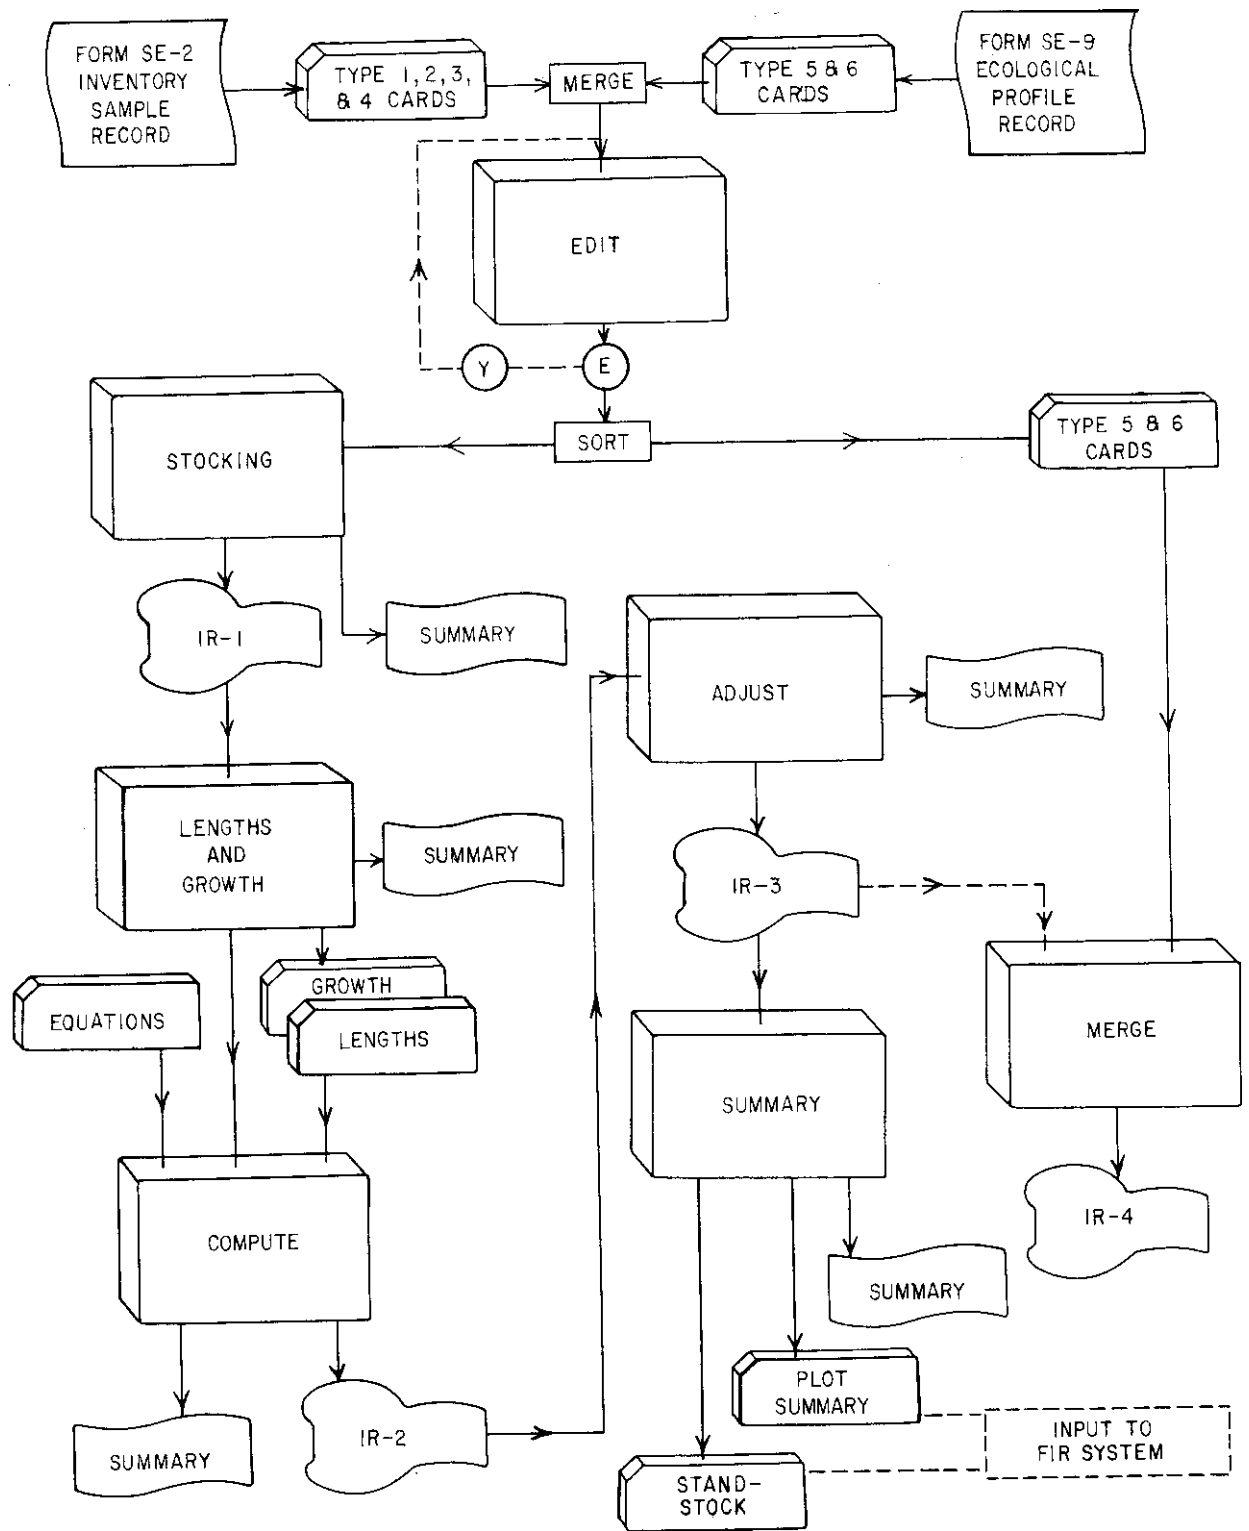 FORM SE-2
INVENTORY
SAMPLE
RECORD
TYPE 1, 2, 3,
& 4 CARDS
MERGE
TYPE 5 & 6
CARDS
FORM SE-9
ECOLOGICAL
PROFILE
RECORD
EDIT
Y
E
SORT
STOCKING
TYPE 5 & 6
CARDS
IR-1
SUMMARY
ADJUST
SUMMARY
LENGTHS
AND
GROWTH
SUMMARY
IR-3
EQUATIONS
GROWTH
LENGTHS
SUMMARY
MERGE
COMPUTE
IR-4
SUMMARY
SUMMARY
IR-2
PLOT
SUMMARY
INPUT TO
FIR SYSTEM
STAND-
STOCK